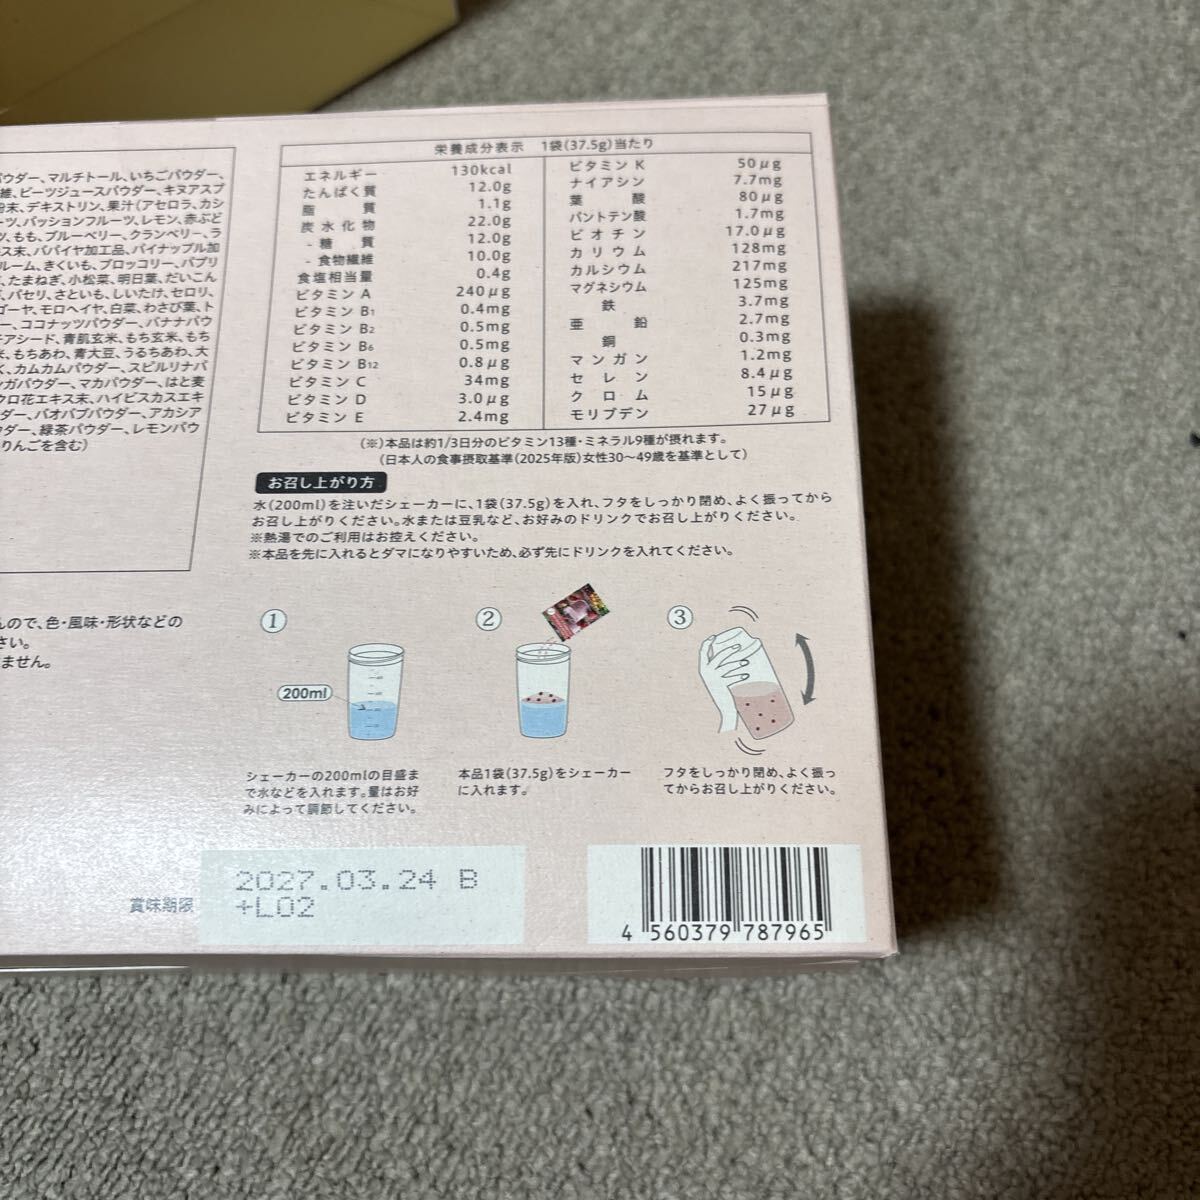 パウダー、マルチトール、いちごパウダー、
維、ビーツジュースパウダー、キヌアスプ
粉末、デキストリン、果汁(アセロラ、カシ
ーツ、パッションフルーツ、レモン、赤ぶど
ツ、もも、ブルーベリー、クランベリー、ラ
ス末、パパイヤ加工品、パイナップル加
ルーム、きくいも、ブロッコリー、パプリ
、たまねぎ、小松菜、明日葉、だいこん
、パセリ、さといも、しいたけ、セロリ、
ゴーヤ、モロヘイヤ、白菜、わさび葉、ト
ー、ココナッツパウダー、バナナパウ
チアシード、青肌玄米、もち玄米、もち
米、もちあわ、青大豆、うるちあわ、大
く、カムカムパウダー、スピルリナパ
ンガパウダー、マカパウダー、はと麦
クロ花エキス末、ハイビスカスエキ
ダー、バオバブパウダー、アカシア
ウダー、緑茶パウダー、レモンパウ
りんごを含む)
んので、色・風味・形状などの
さい。
ません。
栄養成分表示 1袋(37.5g)当たり
エネルギー 130kcal
たんぱく質 12.0g
脂質 1.1g
炭水化物 22.0g
- 糖質 12.0g
- 食物繊維 10.0g
食塩相当量 0.4g
ビタミン A 240μg
ビタミン B1 0.4mg
ビタミン B2 0.5mg
ビタミン B6 0.5mg
ビタミン B12 0.8μg
ビタミン C 34mg
ビタミン D 3.0μg
ビタミン E 2.4mg
ビタミン K 50μg
ナイアシン 7.7mg
葉酸 80μg
パントテン酸 1.7mg
ビオチン 17.0μg
カリウム 128mg
カルシウム 217mg
マグネシウム 125mg
鉄 3.7mg
亜鉛 2.7mg
銅 0.3mg
マンガン 1.2mg
セレン 8.4μg
クロム 15μg
モリブデン 27μg
(※)本品は約1/3日分のビタミン13種・ミネラル9種が摂れます。
(日本人の食事摂取基準(2025年版)女性30〜49歳を基準として)
お召し上がり方
水(200ml)を注いだシェーカーに、1袋(37.5g)を入れ、フタをしっかり閉め、よく振ってから
お召し上がりください。水または豆乳など、お好みのドリンクでお召し上がりください。
※熱湯でのご利用はお控えください。
※本品を先に入れるとダマになりやすいため、必ず先にドリンクを入れてください。
1
200ml
シェーカーの200mlの目盛ま
で水などを入れます。量はお好
みによって調節してください。
2
本品1袋(37.5g)をシェーカー
に入れます。
3
フタをしっかり閉め、よく振っ
てからお召し上がりください。
賞味期限
2027.03.24 B
+L02
4 560379 787965